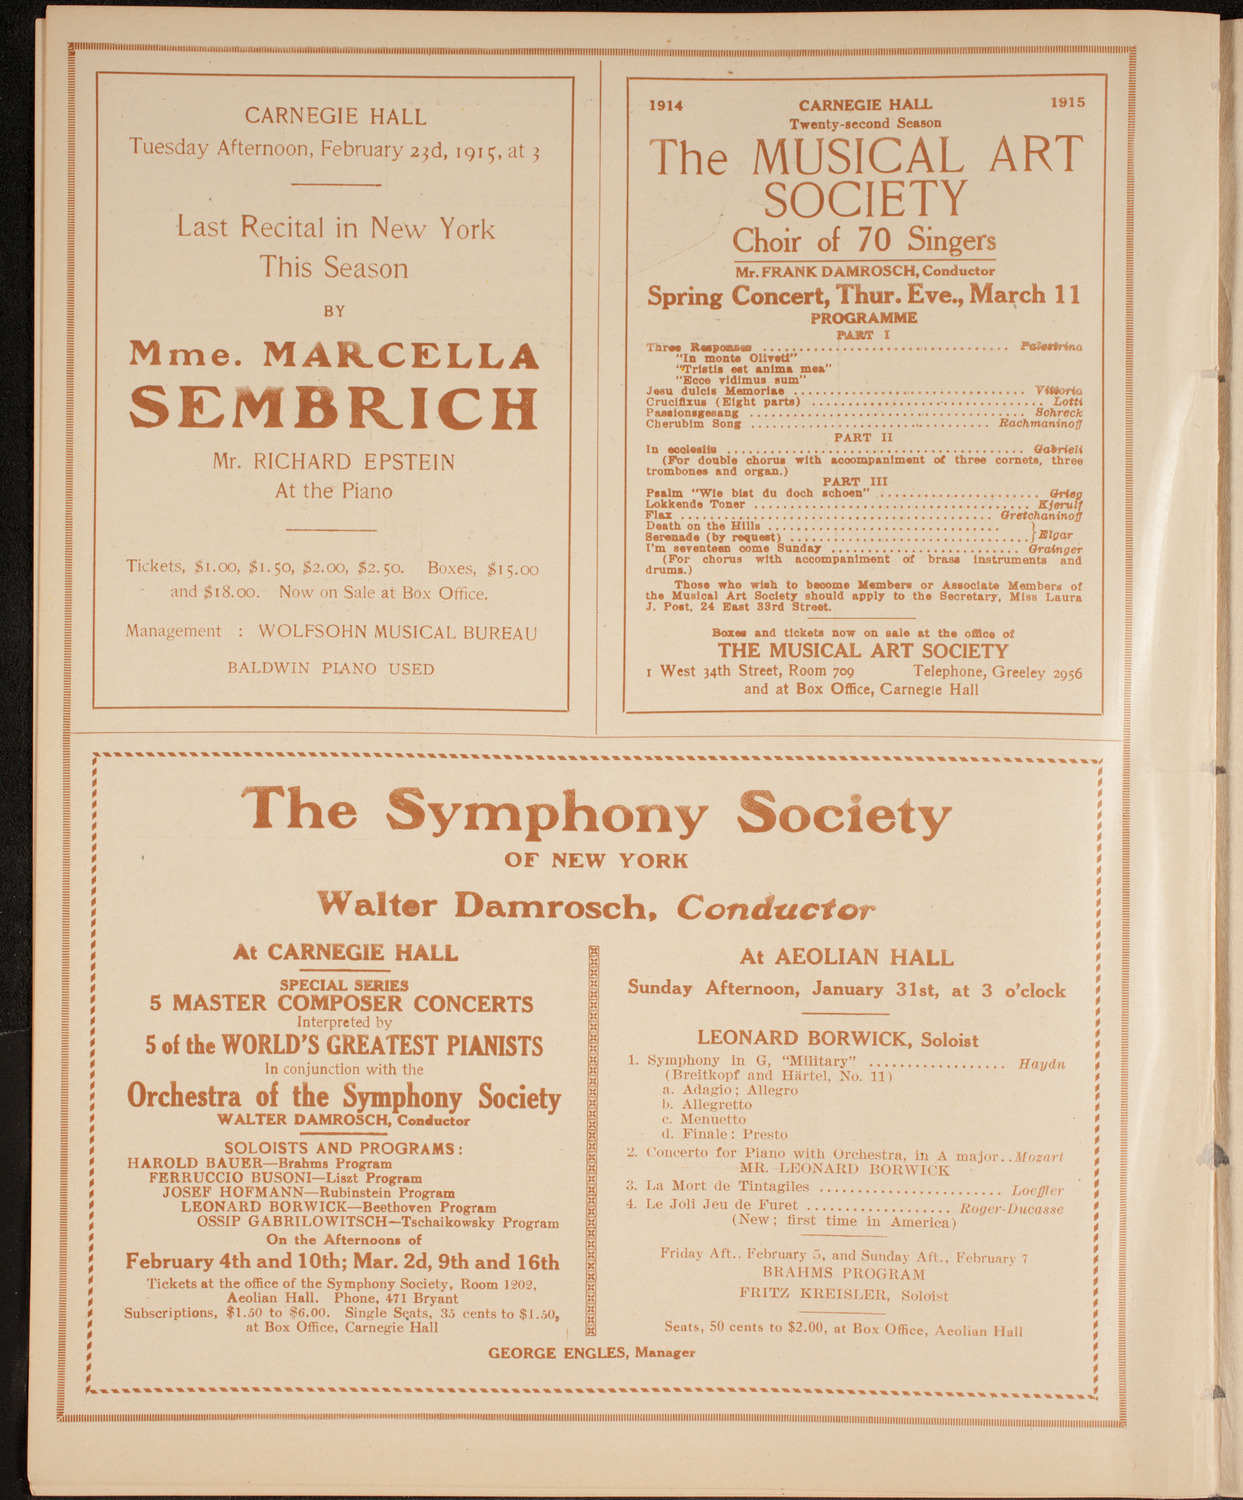 CARNEGIE HALL
Tuesday Afternoon, February 23d, 1915, at 3
Last Recital in New York
This Season
BY
Mme. MARCELLA
SEMBRICH
Mr. RICHARD EPSTEIN
At the Piano
Tickets, $1.00, $1.50, $2.00, $2.50. Boxes, $15.00
and $18.00. Now on Sale at Box Office.
Management : WOLFSOHN MUSICAL BUREAU
BALDWIN PIANO USED
1914 CARNEGIE HALL 1915
Twenty-second Season
The MUSICAL ART
SOCIETY
Choir of 70 Singers
Mr. FRANK DAMROSCH, Conductor
Spring Concert, Thur. Eve., March 11
PROGRAMME
PART I
Three Responses ........ Palestrina
"In monte Oliveti"
"Tristis est anima mea"
"Ecce vidimus sum"
Jesu dulcis Memoriae ........ Vittoria
Crucifixus (Eight parts) ........ Lotti
Passionsgesang ........ Schreck
Cherubim Song ........ Rachmaninoff
PART II
In ecclesiis ........ Gabrieli
(For double chorus with accompaniment of three cornets, three
trombones and organ.)
PART III
Psalm "Wie bist du doch schoen" ........ Grieg
Lokkende Toner ........ Kjerulf
Flax ........ Gretchaninoff
Death on the Hills ........
Serenade (by request) ........ } Elgar
I'm seventeen come Sunday ........ Grainger
(For chorus with accompaniment of brass instruments and
drums.)
Those who wish to become Members or Associate Members of
the Musical Art Society should apply to the Secretary, Miss Laura
J. Post, 24 East 33rd Street.
Boxes and tickets now on sale at the office of
THE MUSICAL ART SOCIETY
1 West 34th Street, Room 709 Telephone, Greeley 2956
and at Box Office, Carnegie Hall
The Symphony Society
OF NEW YORK
Walter Damrosch, Conductor
At CARNEGIE HALL
SPECIAL SERIES
5 MASTER COMPOSER CONCERTS
Interpreted by
5 of the WORLD'S GREATEST PIANISTS
In conjunction with the
Orchestra of the Symphony Society
WALTER DAMROSCH, Conductor
SOLOISTS AND PROGRAMS:
HAROLD BAUER—Brahms Program
FERRUCCIO BUSONI—Liszt Program
JOSEF HOFMANN—Rubinstein Program
LEONARD BORWICK—Beethoven Program
OSSIP GABRILOWITSCH—Tschaikowsky Program
On the Afternoons of
February 4th and 10th; Mar. 2d, 9th and 16th
Tickets at the office of the Symphony Society, Room 1202,
Aeolian Hall. Phone, 471 Bryant
Subscriptions, $1.50 to $6.00. Single Seats, 35 cents to $1.50,
at Box Office, Carnegie Hall
At AEOLIAN HALL
Sunday Afternoon, January 31st, at 3 o'clock
LEONARD BORWICK, Soloist
1. Symphony in G, "Military" ........ Haydn
(Breitkopf and Härtel, No. 11)
a. Adagio; Allegro
b. Allegretto
c. Menuetto
d. Finale: Presto
2. Concerto for Piano with Orchestra, in A major..Mozart
MR. LEONARD BORWICK
3. La Mort de Tintagiles ........ Loeffler
4. Le Joli Jeu de Furet ........ Roger-Ducasse
(New; first time in America)
Friday Aft., February 5, and Sunday Aft., February 7
BRAHMS PROGRAM
FRITZ KREISLER, Soloist
Seats, 50 cents to $2.00, at Box Office, Aeolian Hall
GEORGE ENGLES, Manager